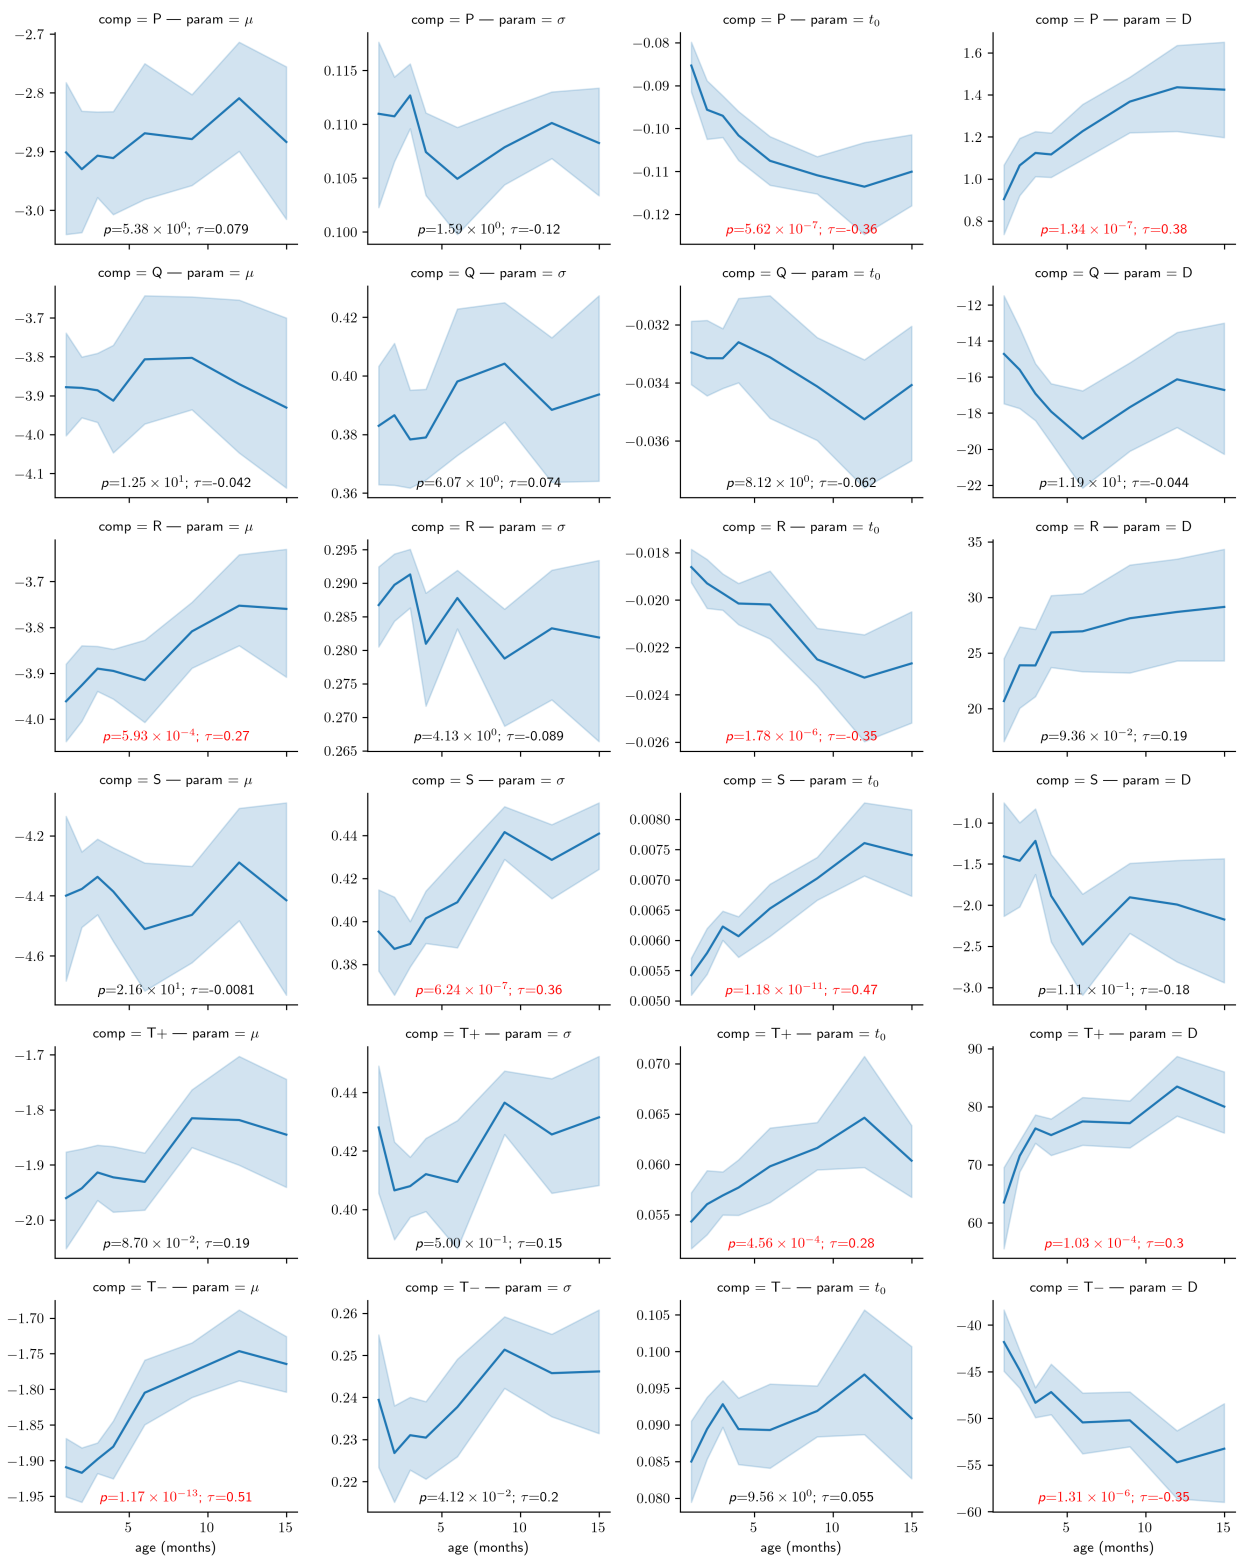 comp = P — param = μ
−2.7
−2.8
−2.9
−3.0
p=5.38 × 10⁰; τ=0.079
comp = P — param = σ
0.115
0.110
0.105
0.100
p=1.59 × 10⁰; τ=-0.12
comp = P — param = t₀
−0.08
−0.09
−0.10
−0.11
−0.12
p=5.62 × 10⁻⁷; τ=-0.36
comp = P — param = D
1.6
1.4
1.2
1.0
0.8
p=1.34 × 10⁻⁷; τ=0.38
comp = Q — param = μ
−3.7
−3.8
−3.9
−4.0
−4.1
p=1.25 × 10¹; τ=-0.042
comp = Q — param = σ
0.42
0.40
0.38
0.36
p=6.07 × 10⁰; τ=0.074
comp = Q — param = t₀
−0.032
−0.034
−0.036
p=8.12 × 10⁰; τ=-0.062
comp = Q — param = D
−12
−14
−16
−18
−20
−22
p=1.19 × 10¹; τ=-0.044
comp = R — param = μ
−3.7
−3.8
−3.9
−4.0
p=5.93 × 10⁻⁴; τ=0.27
comp = R — param = σ
0.295
0.290
0.285
0.280
0.275
0.270
0.265
p=4.13 × 10⁰; τ=-0.089
comp = R — param = t₀
−0.018
−0.020
−0.022
−0.024
−0.026
p=1.78 × 10⁻⁶; τ=-0.35
comp = R — param = D
35
30
25
20
p=9.36 × 10⁻²; τ=0.19
comp = S — param = μ
−4.2
−4.4
−4.6
p=2.16 × 10¹; τ=-0.0081
comp = S — param = σ
0.44
0.42
0.40
0.38
p=6.24 × 10⁻⁷; τ=0.36
comp = S — param = t₀
0.0080
0.0075
0.0070
0.0065
0.0060
0.0055
0.0050
p=1.18 × 10⁻¹¹; τ=0.47
comp = S — param = D
−1.0
−1.5
−2.0
−2.5
−3.0
p=1.11 × 10⁻¹; τ=-0.18
comp = T+ — param = μ
−1.7
−1.8
−1.9
−2.0
p=8.70 × 10⁻²; τ=0.19
comp = T+ — param = σ
0.44
0.42
0.40
p=5.00 × 10⁻¹; τ=0.15
comp = T+ — param = t₀
0.070
0.065
0.060
0.055
p=4.56 × 10⁻⁴; τ=0.28
comp = T+ — param = D
90
80
70
60
p=1.03 × 10⁻⁴; τ=0.3
comp = T− — param = μ
−1.70
−1.75
−1.80
−1.85
−1.90
−1.95
p=1.17 × 10⁻¹³; τ=0.51
5 10 15
age (months)
comp = T− — param = σ
0.26
0.25
0.24
0.23
0.22
p=4.12 × 10⁻²; τ=0.2
5 10 15
age (months)
comp = T− — param = t₀
0.105
0.100
0.095
0.090
0.085
0.080
p=9.56 × 10⁰; τ=0.055
5 10 15
age (months)
comp = T− — param = D
−40
−45
−50
−55
−60
p=1.31 × 10⁻⁶; τ=-0.35
5 10 15
age (months)